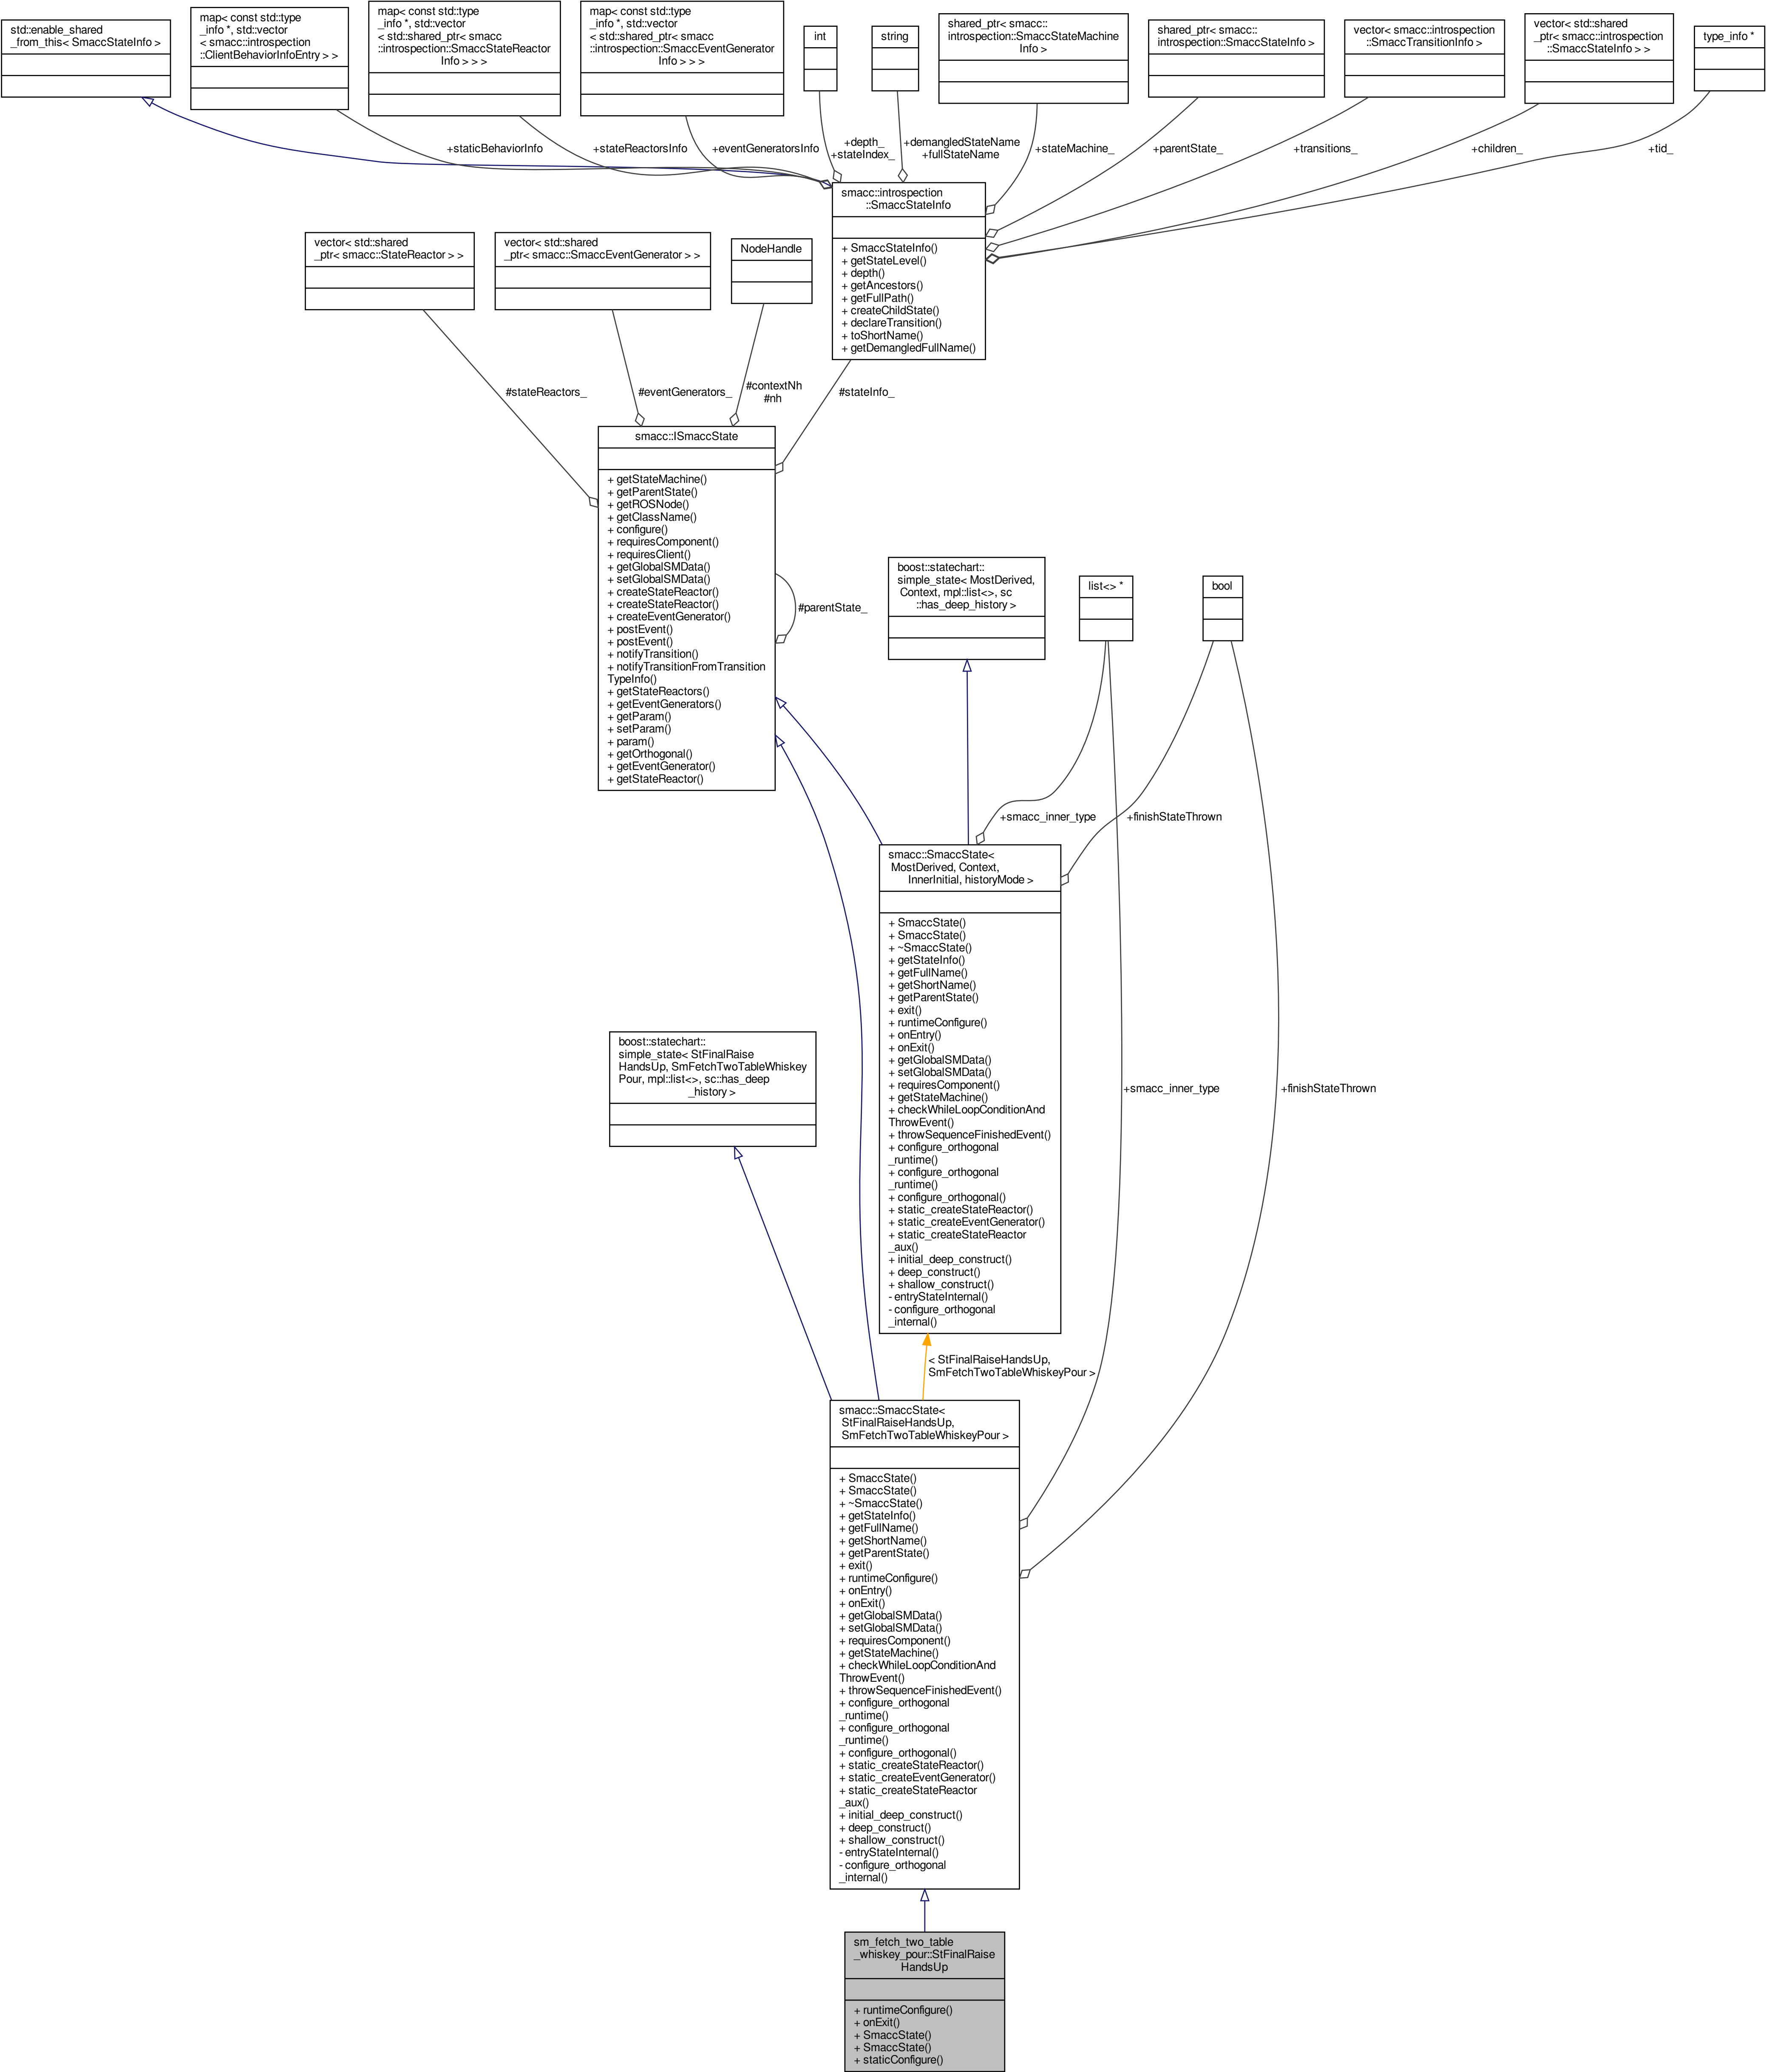 std::enable_shared
_from_this< SmaccStateInfo >
map< const std::type
_info *, std::vector
< smacc::introspection
::ClientBehaviorInfoEntry > >
map< const std::type
_info *, std::vector
< std::shared_ptr< smacc
::introspection::SmaccStateReactor
Info > > >
map< const std::type
_info *, std::vector
< std::shared_ptr< smacc
::introspection::SmaccEventGenerator
Info > > >
int
string
shared_ptr< smacc::
introspection::SmaccStateMachine
Info >
shared_ptr< smacc::
introspection::SmaccStateInfo >
vector< smacc::introspection
::SmaccTransitionInfo >
vector< std::shared
_ptr< smacc::introspection
::SmaccStateInfo > >
type_info *
+staticBehaviorInfo
+stateReactorsInfo
+eventGeneratorsInfo
+depth_
+stateIndex_
+demangledStateName
+fullStateName
+stateMachine_
+parentState_
+transitions_
+children_
+tid_
smacc::introspection
::SmaccStateInfo
+ SmaccStateInfo()
+ getStateLevel()
+ depth()
+ getAncestors()
+ getFullPath()
+ createChildState()
+ declareTransition()
+ toShortName()
+ getDemangledFullName()
vector< std::shared
_ptr< smacc::StateReactor > >
vector< std::shared
_ptr< smacc::SmaccEventGenerator > >
NodeHandle
#stateReactors_
#eventGenerators_
#contextNh
#nh
#stateInfo_
smacc::ISmaccState
+ getStateMachine()
+ getParentState()
+ getROSNode()
+ getClassName()
+ configure()
+ requiresComponent()
+ requiresClient()
+ getGlobalSMData()
+ setGlobalSMData()
+ createStateReactor()
+ createStateReactor()
+ createEventGenerator()
+ postEvent()
+ postEvent()
+ notifyTransition()
+ notifyTransitionFromTransition
TypeInfo()
+ getStateReactors()
+ getEventGenerators()
+ getParam()
+ setParam()
+ param()
+ getOrthogonal()
+ getEventGenerator()
+ getStateReactor()
#parentState_
boost::statechart::
simple_state< MostDerived,
Context, mpl::list<>, sc
::has_deep_history >
list<> *
bool
+smacc_inner_type
+finishStateThrown
smacc::SmaccState<
MostDerived, Context,
InnerInitial, historyMode >
+ SmaccState()
+ SmaccState()
+ ~SmaccState()
+ getStateInfo()
+ getFullName()
+ getShortName()
+ getParentState()
+ exit()
+ runtimeConfigure()
+ onEntry()
+ onExit()
+ getGlobalSMData()
+ setGlobalSMData()
+ requiresComponent()
+ getStateMachine()
+ checkWhileLoopConditionAnd
ThrowEvent()
+ throwSequenceFinishedEvent()
+ configure_orthogonal
_runtime()
+ configure_orthogonal
_runtime()
+ configure_orthogonal()
+ static_createStateReactor()
+ static_createEventGenerator()
+ static_createStateReactor
_aux()
+ initial_deep_construct()
+ deep_construct()
+ shallow_construct()
- entryStateInternal()
- configure_orthogonal
_internal()
boost::statechart::
simple_state< StFinalRaise
HandsUp, SmFetchTwoTableWhiskey
Pour, mpl::list<>, sc::has_deep
_history >
+smacc_inner_type
+finishStateThrown
< StFinalRaiseHandsUp,
SmFetchTwoTableWhiskeyPour >
smacc::SmaccState<
StFinalRaiseHandsUp,
SmFetchTwoTableWhiskeyPour >
+ SmaccState()
+ SmaccState()
+ ~SmaccState()
+ getStateInfo()
+ getFullName()
+ getShortName()
+ getParentState()
+ exit()
+ runtimeConfigure()
+ onEntry()
+ onExit()
+ getGlobalSMData()
+ setGlobalSMData()
+ requiresComponent()
+ getStateMachine()
+ checkWhileLoopConditionAnd
ThrowEvent()
+ throwSequenceFinishedEvent()
+ configure_orthogonal
_runtime()
+ configure_orthogonal
_runtime()
+ configure_orthogonal()
+ static_createStateReactor()
+ static_createEventGenerator()
+ static_createStateReactor
_aux()
+ initial_deep_construct()
+ deep_construct()
+ shallow_construct()
- entryStateInternal()
- configure_orthogonal
_internal()
sm_fetch_two_table
_whiskey_pour::StFinalRaise
HandsUp
+ runtimeConfigure()
+ onExit()
+ SmaccState()
+ SmaccState()
+ staticConfigure()